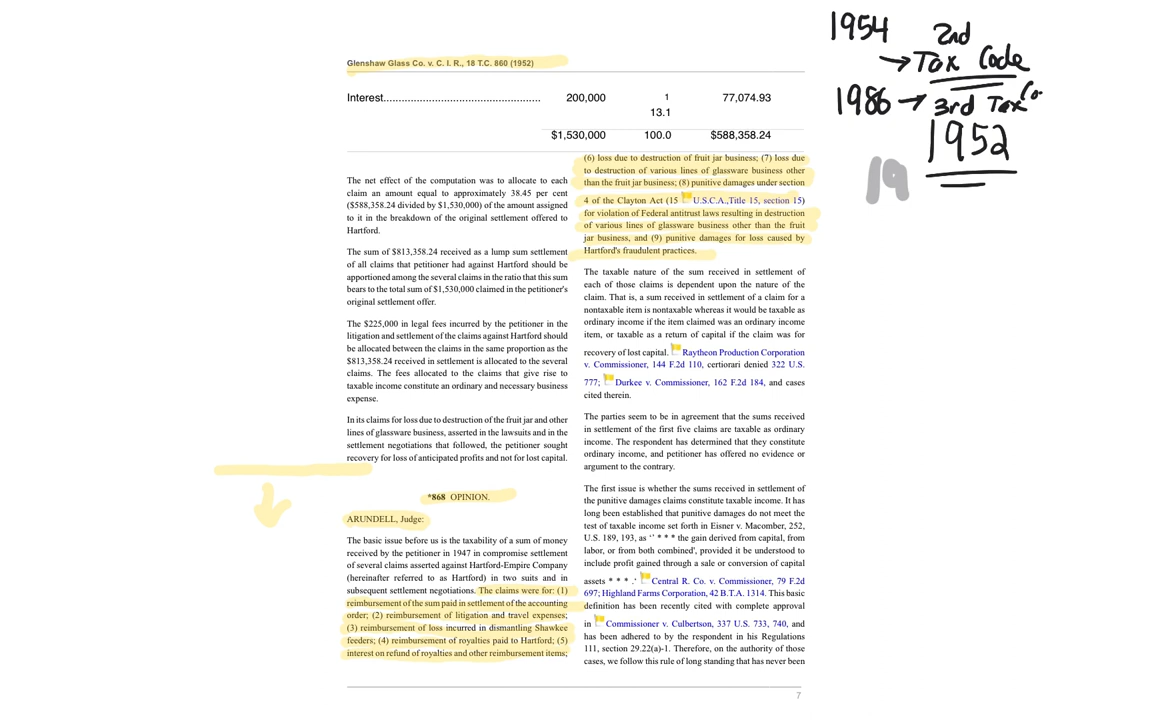 Glenshaw Glass Co. v. C. I. R., 18 T.C. 860 (1952)
Interest.................................................... 200,000 1 77,074.93
13.1
$1,530,000 100.0 $588,358.24
The net effect of the computation was to allocate to each
claim an amount equal to approximately 38.45 per cent
($588,358.24 divided by $1,530,000) of the amount assigned
to it in the breakdown of the original settlement offered to
Hartford.
The sum of $813,358.24 received as a lump sum settlement
of all claims that petitioner had against Hartford should be
apportioned among the several claims in the ratio that this sum
bears to the total sum of $1,530,000 claimed in the petitioner's
original settlement offer.
The $225,000 in legal fees incurred by the petitioner in the
litigation and settlement of the claims against Hartford should
be allocated between the claims in the same proportion as the
$813,358.24 received in settlement is allocated to the several
claims. The fees allocated to the claims that give rise to
taxable income constitute an ordinary and necessary business
expense.
In its claims for loss due to destruction of the fruit jar and other
lines of glassware business, asserted in the lawsuits and in the
settlement negotiations that followed, the petitioner sought
recovery for loss of anticipated profits and not for lost capital.
*868 OPINION.
ARUNDELL, Judge:
The basic issue before us is the taxability of a sum of money
received by the petitioner in 1947 in compromise settlement
of several claims asserted against Hartford-Empire Company
(hereinafter referred to as Hartford) in two suits and in
subsequent settlement negotiations. The claims were for: (1)
reimbursement of the sum paid in settlement of the accounting
order; (2) reimbursement of litigation and travel expenses;
(3) reimbursement of loss incurred in dismantling Shawkee
feeders; (4) reimbursement of royalties paid to Hartford; (5)
interest on refund of royalties and other reimbursement items;
(6) loss due to destruction of fruit jar business; (7) loss due
to destruction of various lines of glassware business other
than the fruit jar business; (8) punitive damages under section
4 of the Clayton Act (15 U.S.C.A.,Title 15, section 15)
for violation of Federal antitrust laws resulting in destruction
of various lines of glassware business other than the fruit
jar business, and (9) punitive damages for loss caused by
Hartford's fraudulent practices.
The taxable nature of the sum received in settlement of
each of those claims is dependent upon the nature of the
claim. That is, a sum received in settlement of a claim for a
nontaxable item is nontaxable whereas it would be taxable as
ordinary income if the item claimed was an ordinary income
item, or taxable as a return of capital if the claim was for
recovery of lost capital. Raytheon Production Corporation
v. Commissioner, 144 F.2d 110, certiorari denied 322 U.S.
777; Durkee v. Commissioner, 162 F.2d 184, and cases
cited therein.
The parties seem to be in agreement that the sums received
in settlement of the first five claims are taxable as ordinary
income. The respondent has determined that they constitute
ordinary income, and petitioner has offered no evidence or
argument to the contrary.
The first issue is whether the sums received in settlement of
the punitive damages claims constitute taxable income. It has
long been established that punitive damages do not meet the
test of taxable income set forth in Eisner v. Macomber, 252,
U.S. 189, 193, as ‘' * * * the gain derived from capital, from
labor, or from both combined', provided it be understood to
include profit gained through a sale or conversion of capital
assets * * * .' Central R. Co. v. Commissioner, 79 F.2d
697; Highland Farms Corporation, 42 B.T.A. 1314. This basic
definition has been recently cited with complete approval
in Commissioner v. Culbertson, 337 U.S. 733, 740, and
has been adhered to by the respondent in his Regulations
111, section 29.22(a)-1. Therefore, on the authority of those
cases, we follow this rule of long standing that has never been
7
1954 2nd
→ Tax Code
1986 → 3rd Tax Co.
1952
19